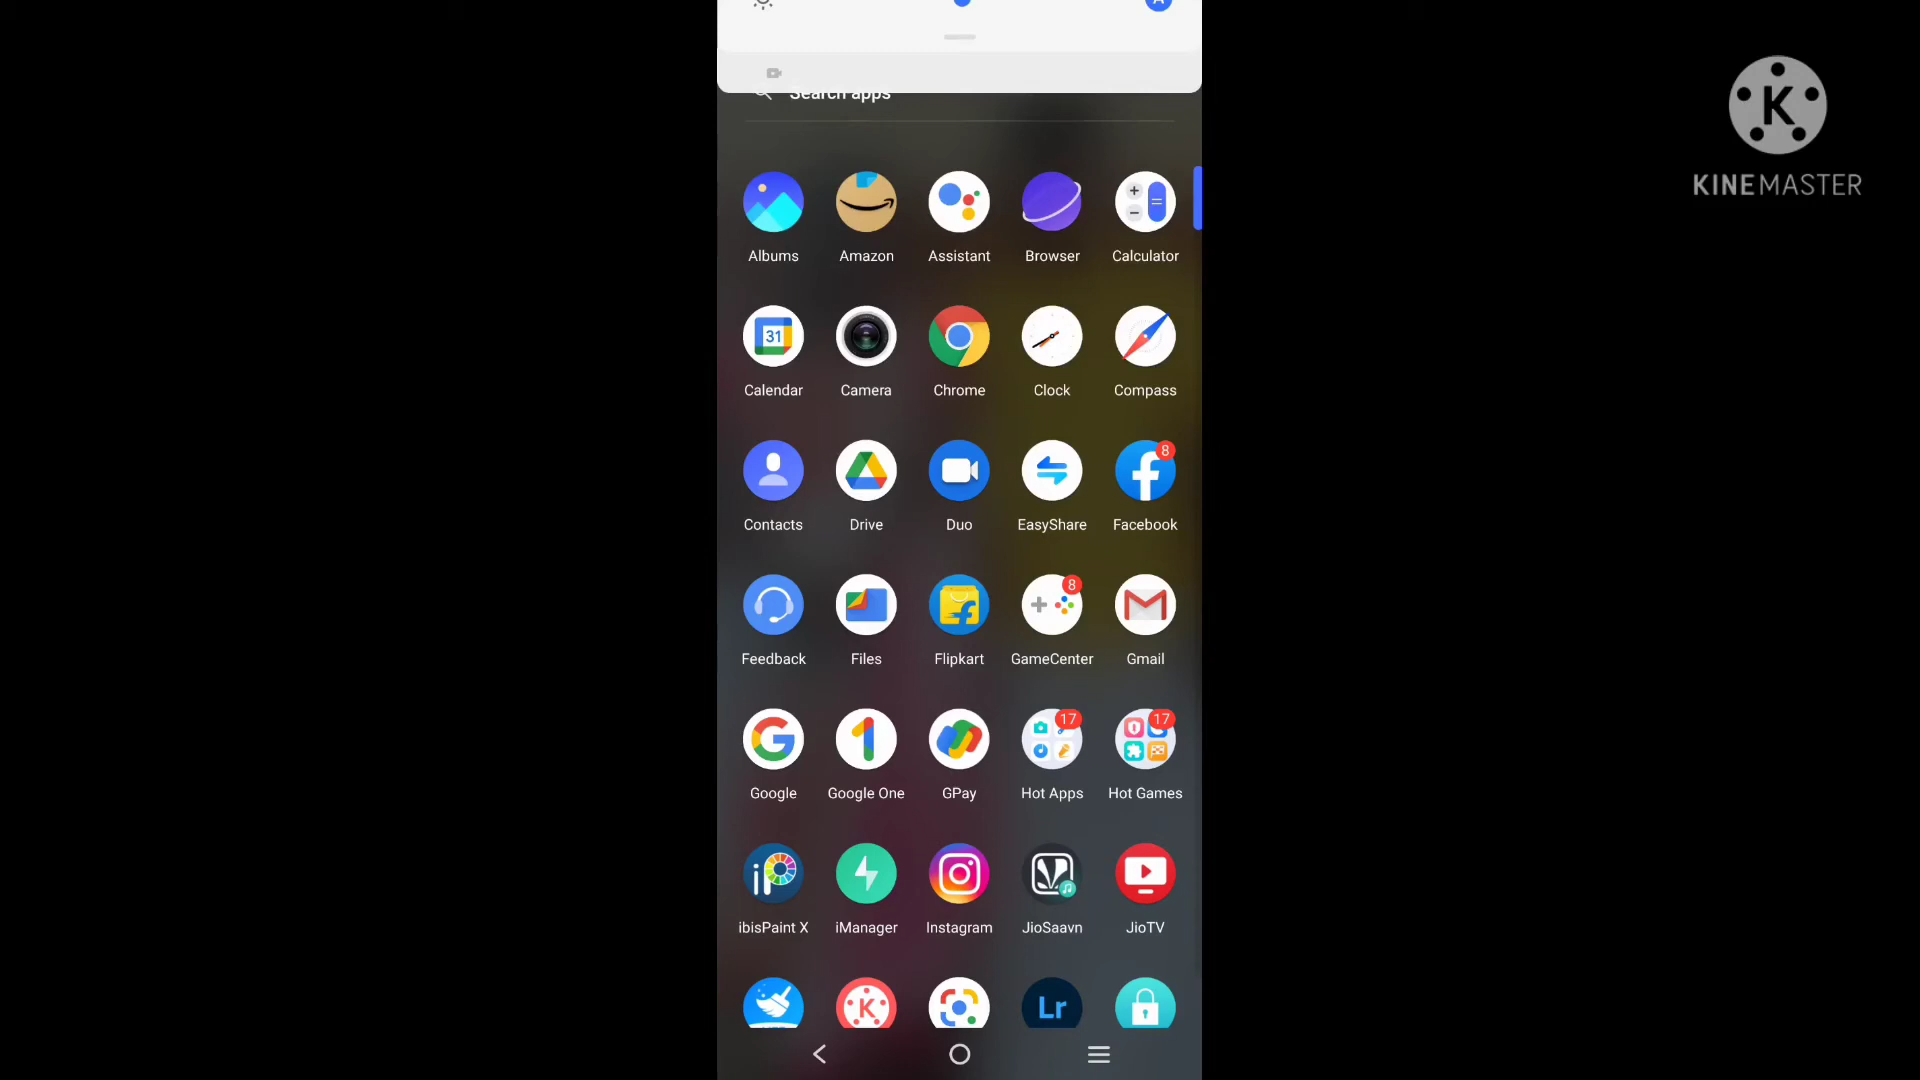 A
Search apps
KINEMASTER
K
Albums Amazon Assistant Browser Calculator
31
Calendar Camera Chrome Clock Compass
8
Contacts Drive Duo EasyShare Facebook
8
Feedback Files Flipkart GameCenter Gmail
17 17
Google Google One GPay Hot Apps Hot Games
iP
ibisPaint X iManager Instagram JioSaavn JioTV
K Lr